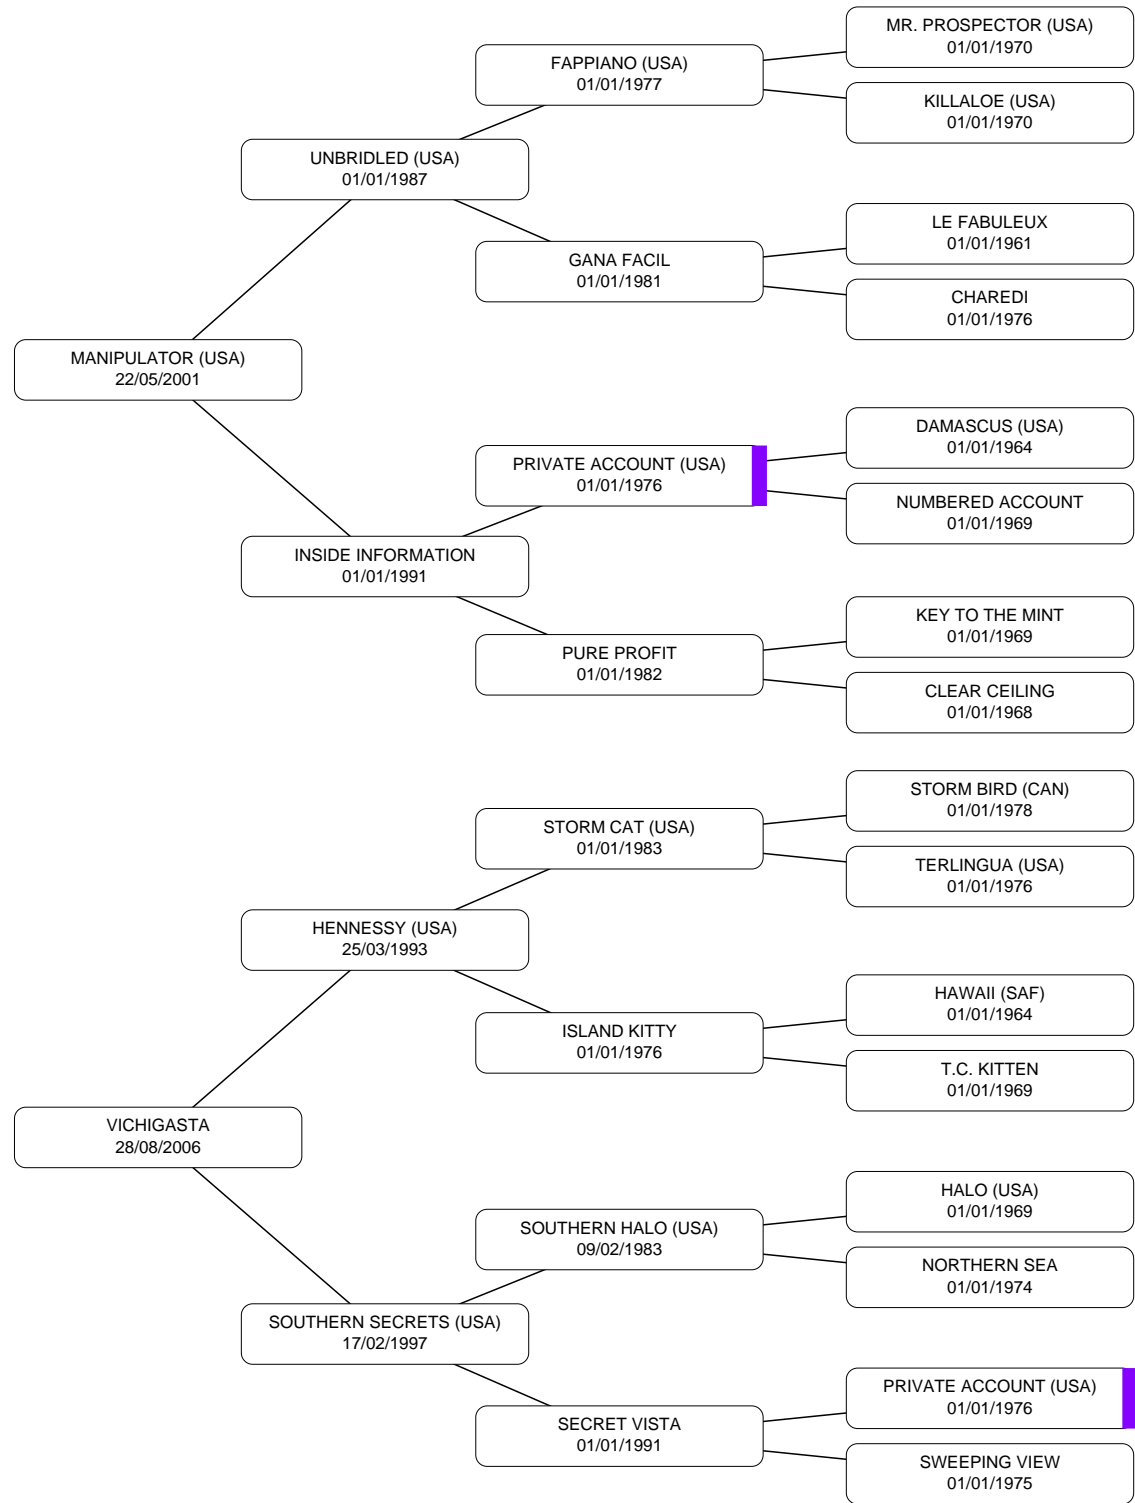 MR. PROSPECTOR (USA)
01/01/1970
FAPPIANO (USA)
01/01/1977
KILLALOE (USA)
01/01/1970
UNBRIDLED (USA)
01/01/1987
LE FABULEUX
01/01/1961
GANA FACIL
01/01/1981
CHAREDI
01/01/1976
MANIPULATOR (USA)
22/05/2001
DAMASCUS (USA)
01/01/1964
PRIVATE ACCOUNT (USA)
01/01/1976
NUMBERED ACCOUNT
01/01/1969
INSIDE INFORMATION
01/01/1991
KEY TO THE MINT
01/01/1969
PURE PROFIT
01/01/1982
CLEAR CEILING
01/01/1968
STORM BIRD (CAN)
01/01/1978
STORM CAT (USA)
01/01/1983
TERLINGUA (USA)
01/01/1976
HENNESSY (USA)
25/03/1993
HAWAII (SAF)
01/01/1964
ISLAND KITTY
01/01/1976
T.C. KITTEN
01/01/1969
VICHIGASTA
28/08/2006
HALO (USA)
01/01/1969
SOUTHERN HALO (USA)
09/02/1983
NORTHERN SEA
01/01/1974
SOUTHERN SECRETS (USA)
17/02/1997
PRIVATE ACCOUNT (USA)
01/01/1976
SECRET VISTA
01/01/1991
SWEEPING VIEW
01/01/1975